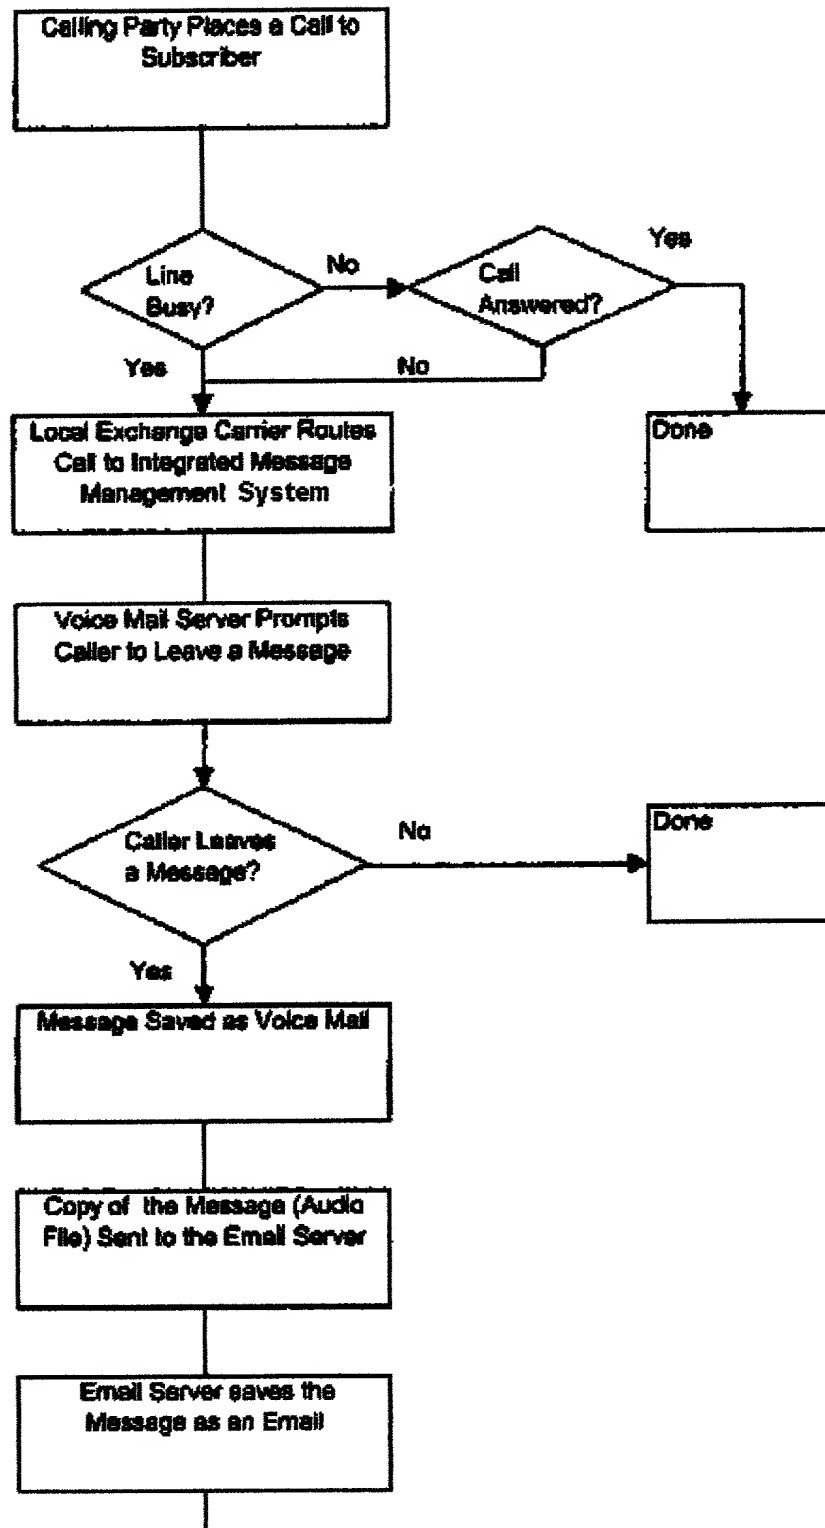 Calling Party Places a Call to
Subscriber
Line
Busy?
No
Call
Answered?
Yes
Yes
No
Local Exchange Carrier Routes
Call to Integrated Message
Management System
Done
Voice Mail Server Prompts
Caller to Leave a Message
Caller Leaves
a Message?
No
Done
Yes
Message Saved as Voice Mail
Copy of the Message (Audio
File) Sent to the Email Server
Email Server saves the
Message as an Email